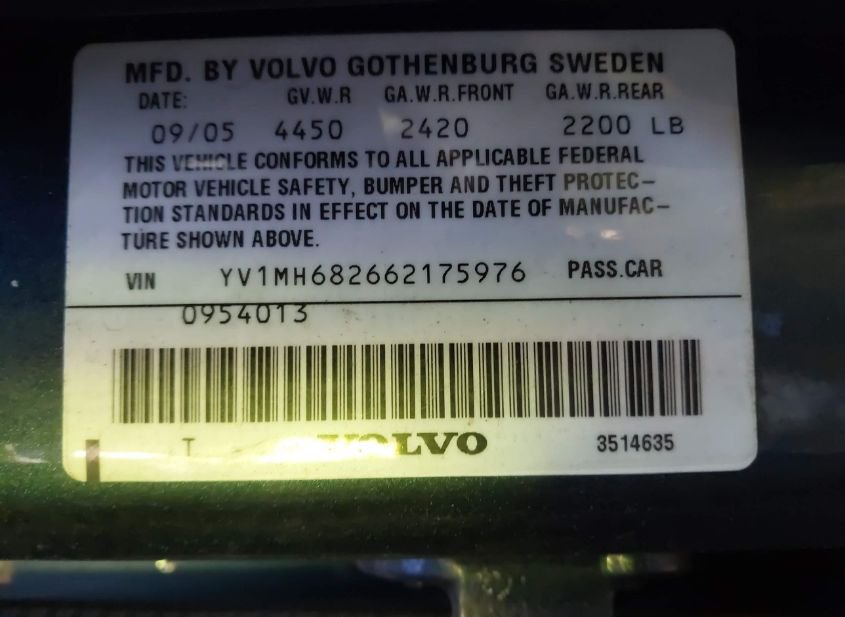 MFD. BY VOLVO GOTHENBURG SWEDEN
DATE: GV.W.R GA.W.R.FRONT GA.W.R.REAR
09/05 4450 2420 2200 LB
THIS VEHICLE CONFORMS TO ALL APPLICABLE FEDERAL
MOTOR VEHICLE SAFETY, BUMPER AND THEFT PROTEC-
TION STANDARDS IN EFFECT ON THE DATE OF MANUFAC-
TURE SHOWN ABOVE.
VIN YV1MH682662175976 PASS.CAR
0954013
T VOLVO 3514635